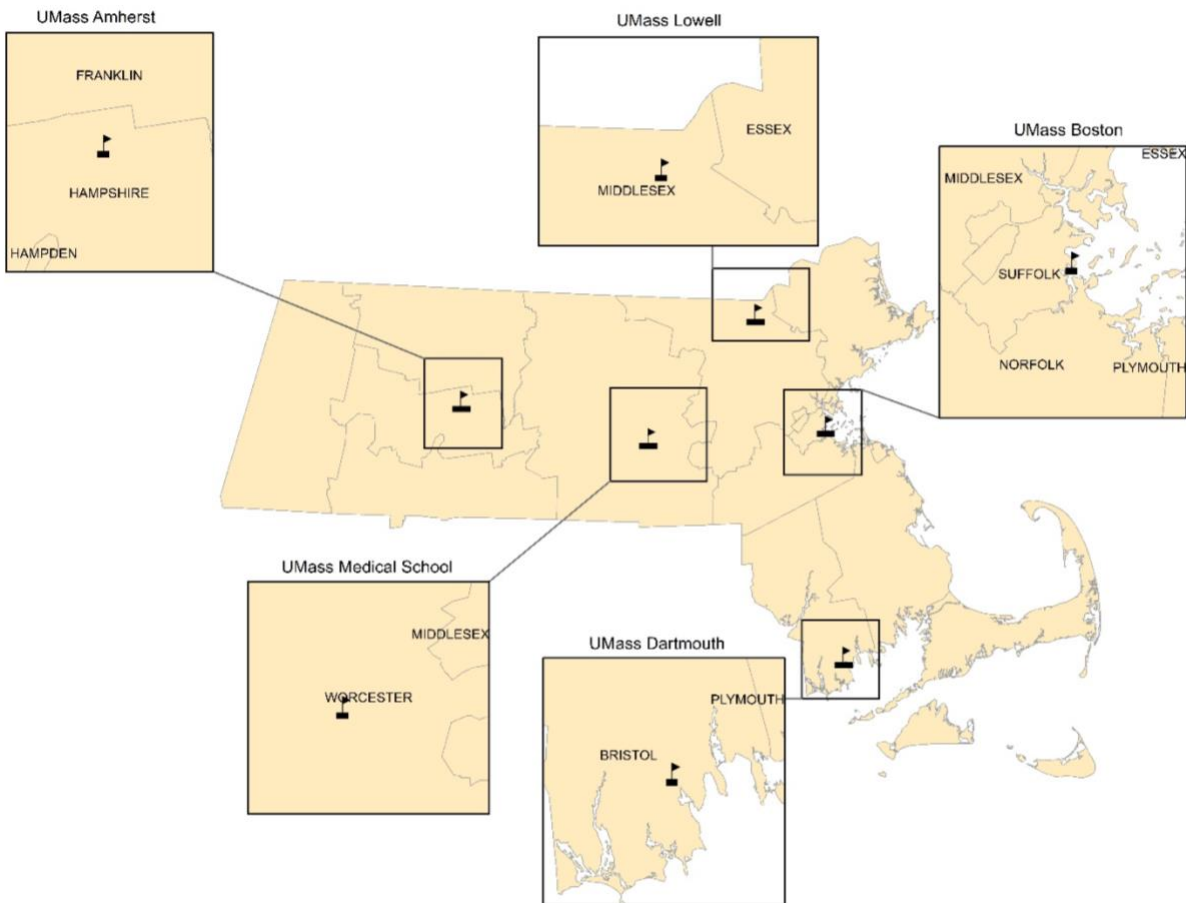 UMass Amherst
FRANKLIN
HAMPSHIRE
HAMPDEN
UMass Lowell
ESSEX
MIDDLESEX
UMass Boston
ESSEX
MIDDLESEX
SUFFOLK
NORFOLK
PLYMOUTH
UMass Medical School
MIDDLESEX
WORCESTER
UMass Dartmouth
PLYMOUTH
BRISTOL